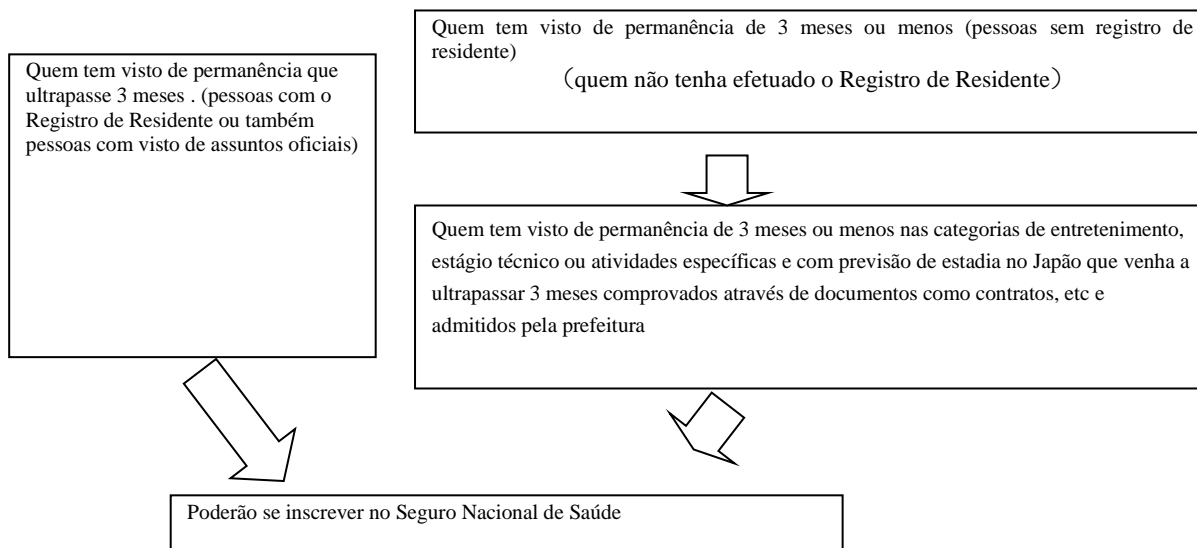 Quem tem visto de permanência que
ultrapasse 3 meses . (pessoas com o
Registro de Residente ou também
pessoas com visto de assuntos oficiais)
Quem tem visto de permanência de 3 meses ou menos (pessoas sem registro de
residente)
（quem não tenha efetuado o Registro de Residente）
Quem tem visto de permanência de 3 meses ou menos nas categorias de entretenimento,
estágio técnico ou atividades específicas e com previsão de estadia no Japão que venha a
ultrapassar 3 meses comprovados através de documentos como contratos, etc e
admitidos pela prefeitura
Poderão se inscrever no Seguro Nacional de Saúde